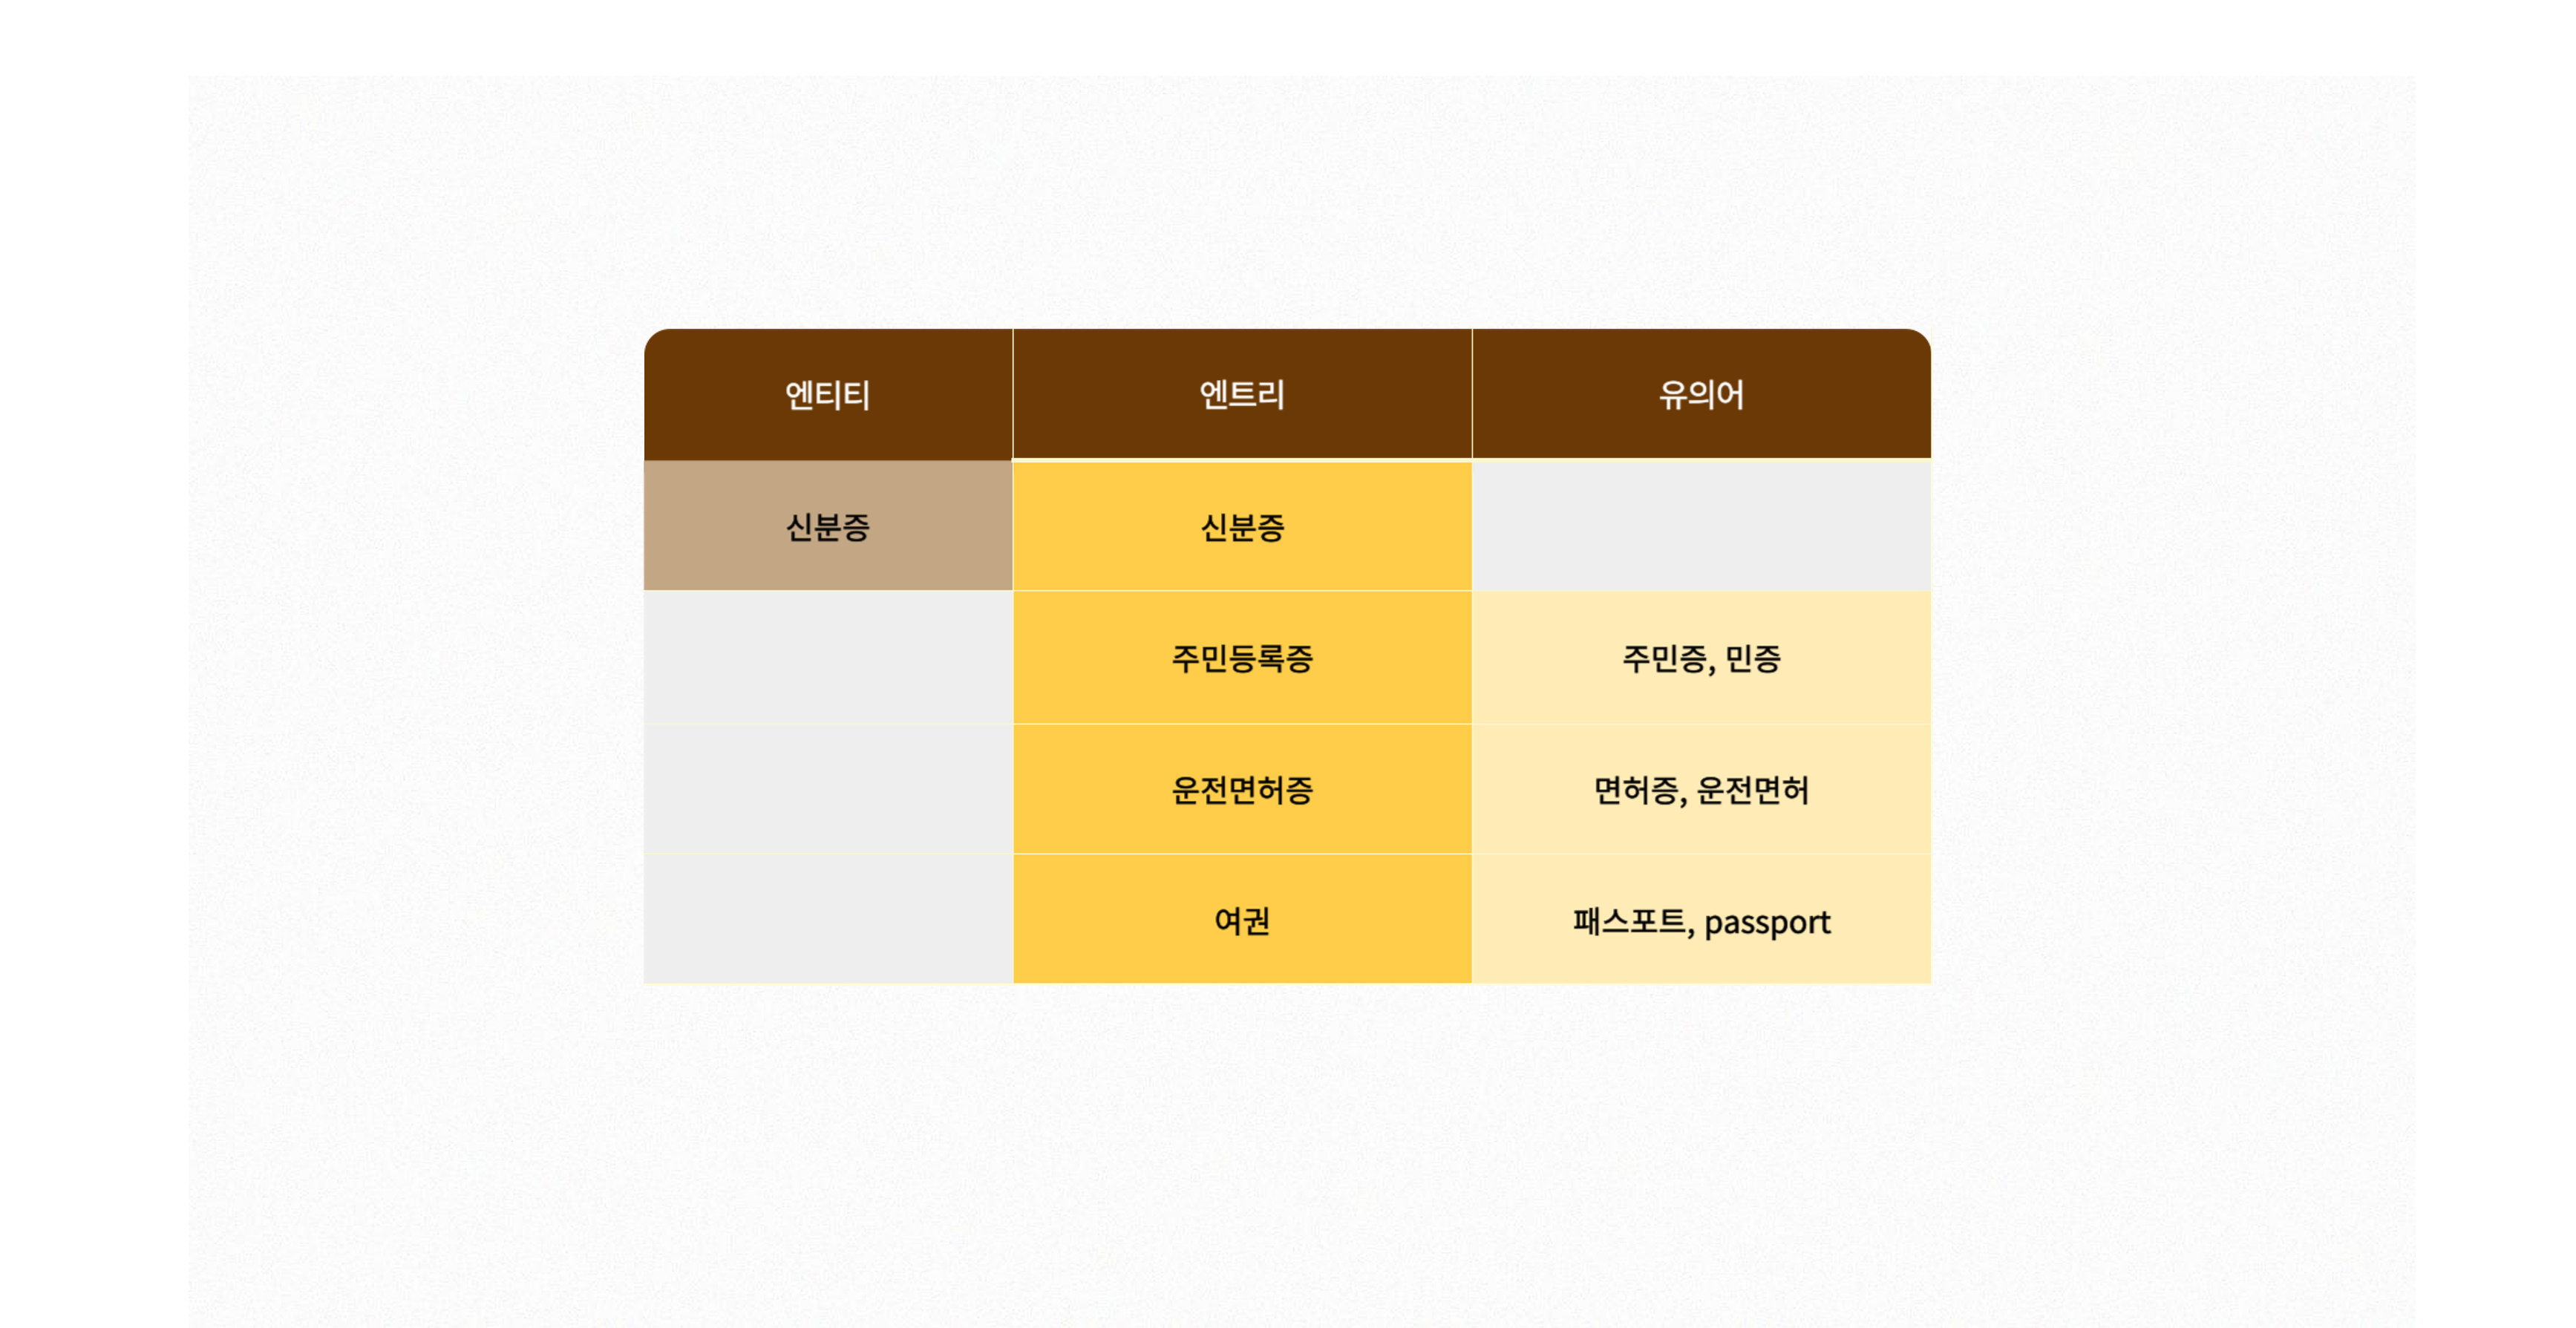 엔티티 엔트리 유의어
신분증 신분증
주민등록증 주민증, 민증
운전면허증 면허증, 운전면허
여권 패스포트, passport